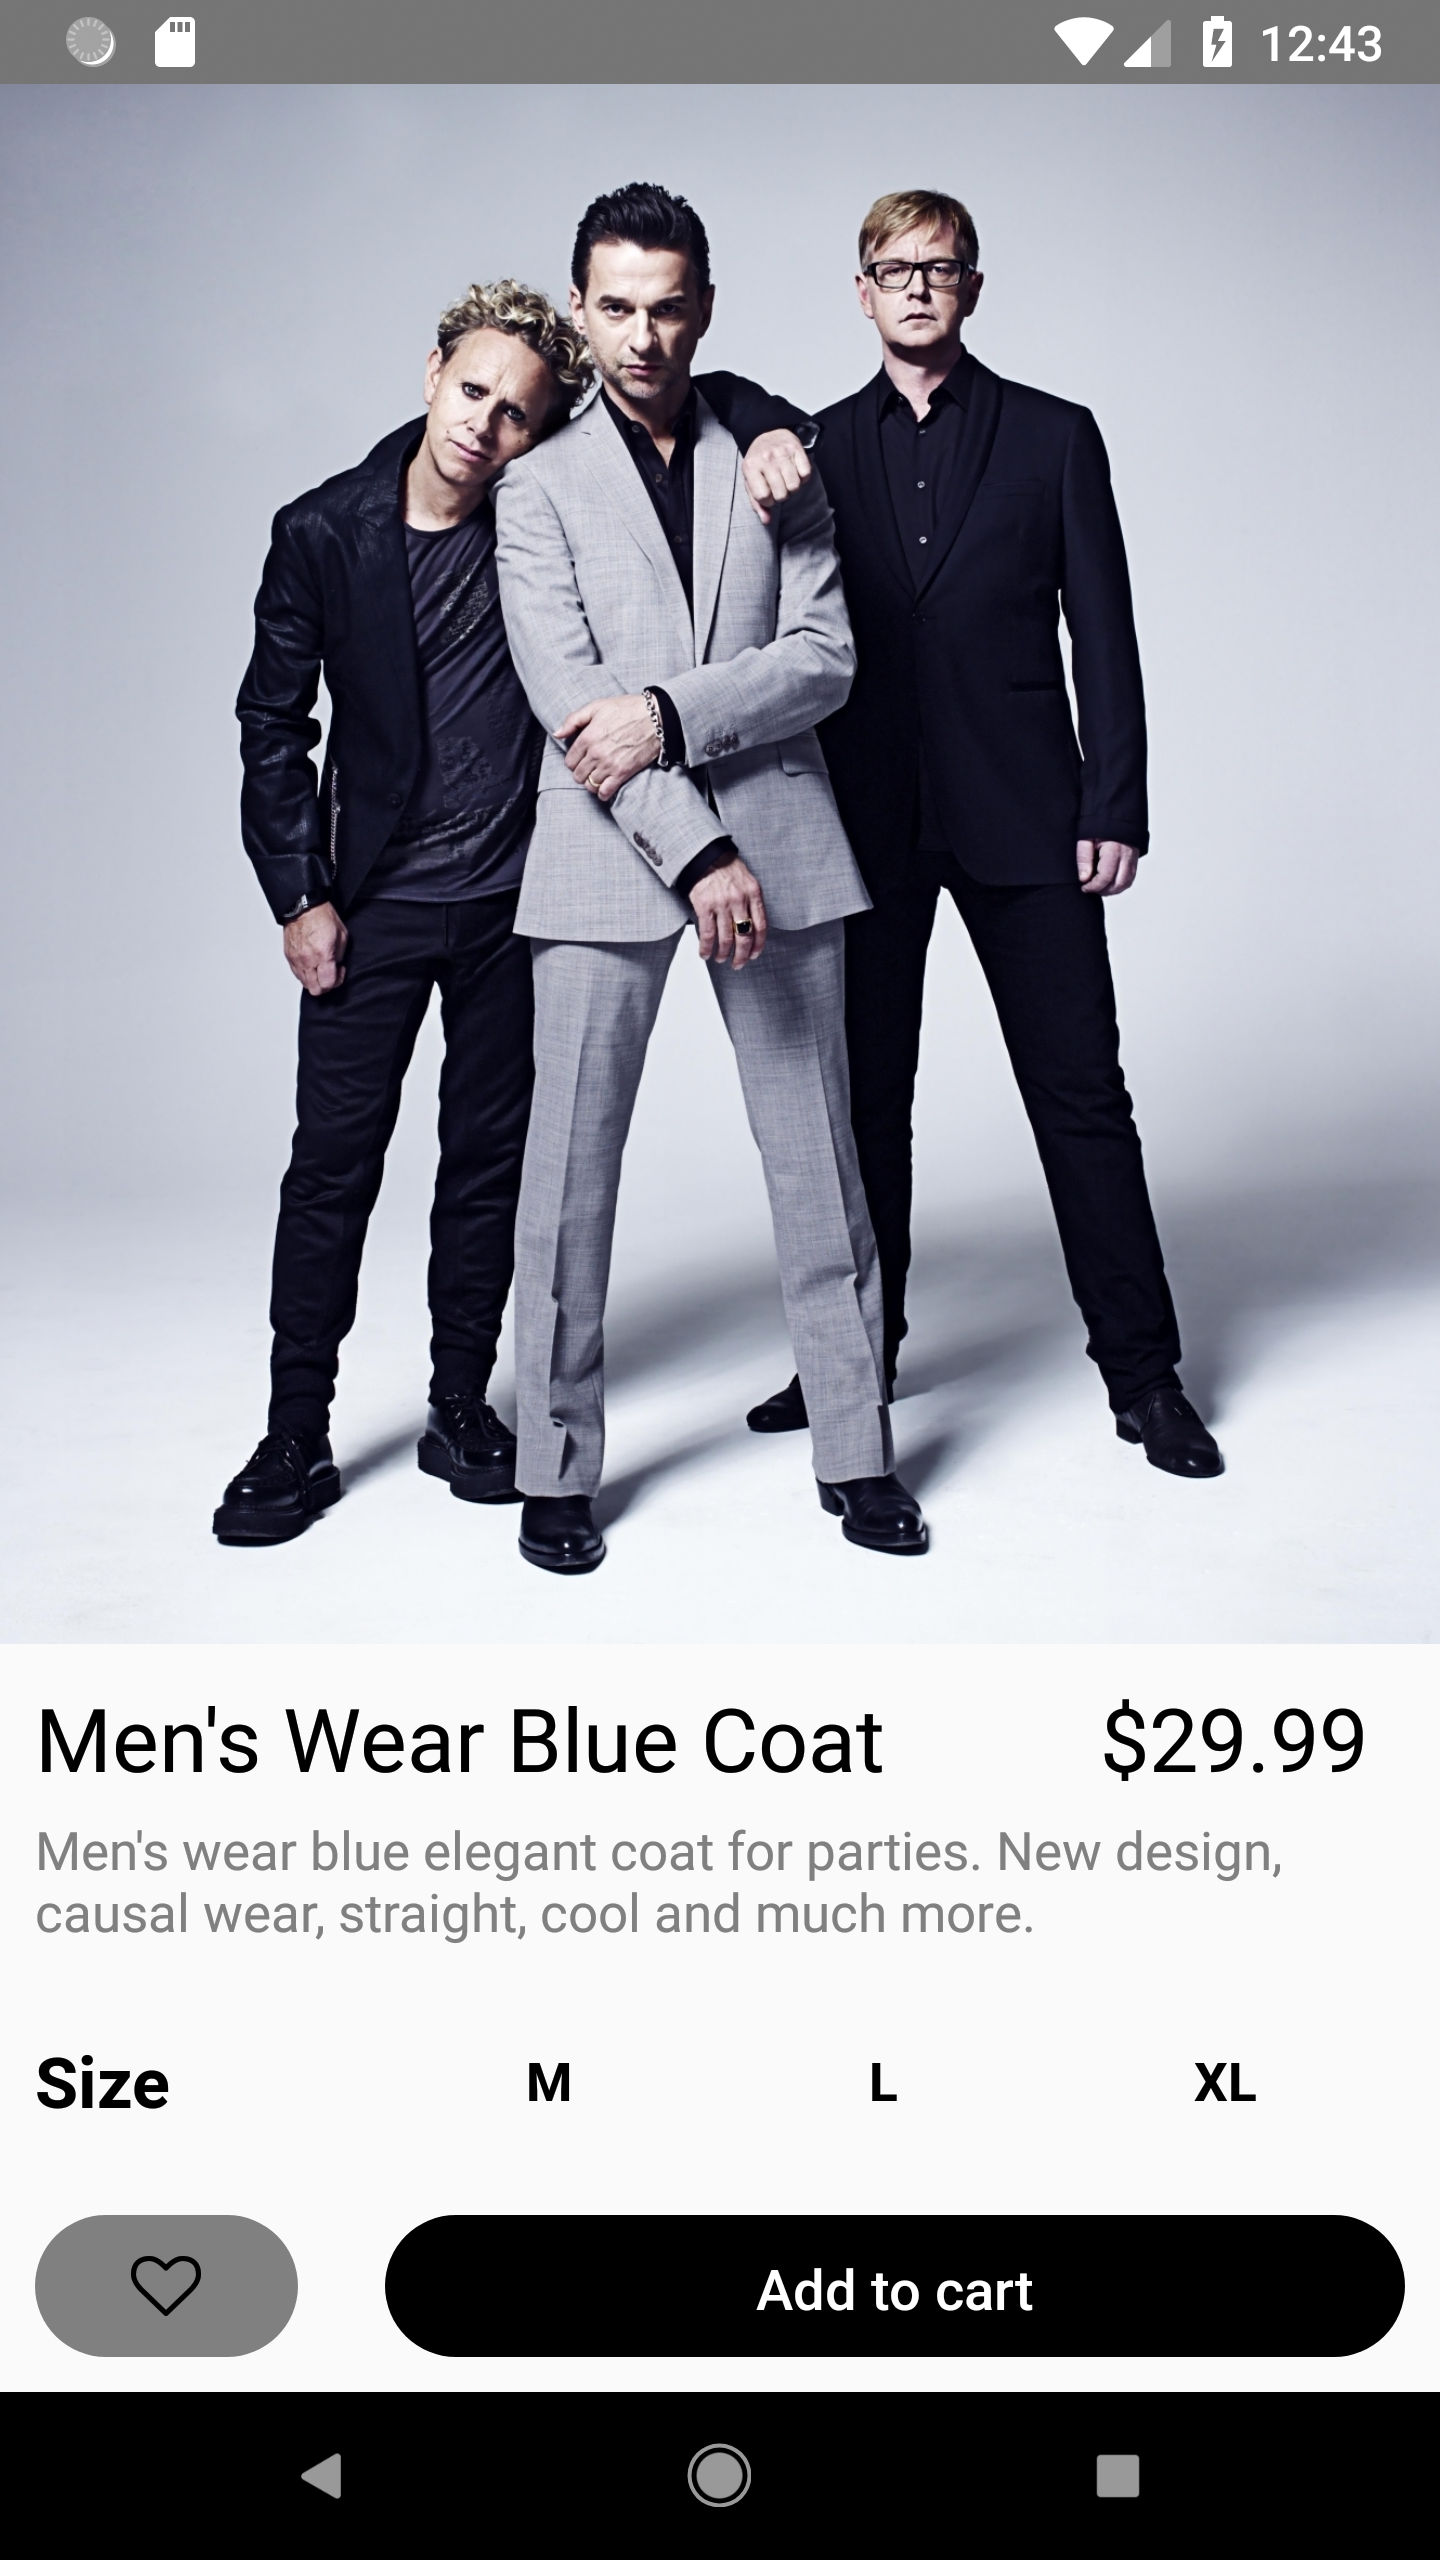 12:43
Men's Wear Blue Coat $29.99
Men's wear blue elegant coat for parties. New design,
causal wear, straight, cool and much more.
Size M L XL
Add to cart